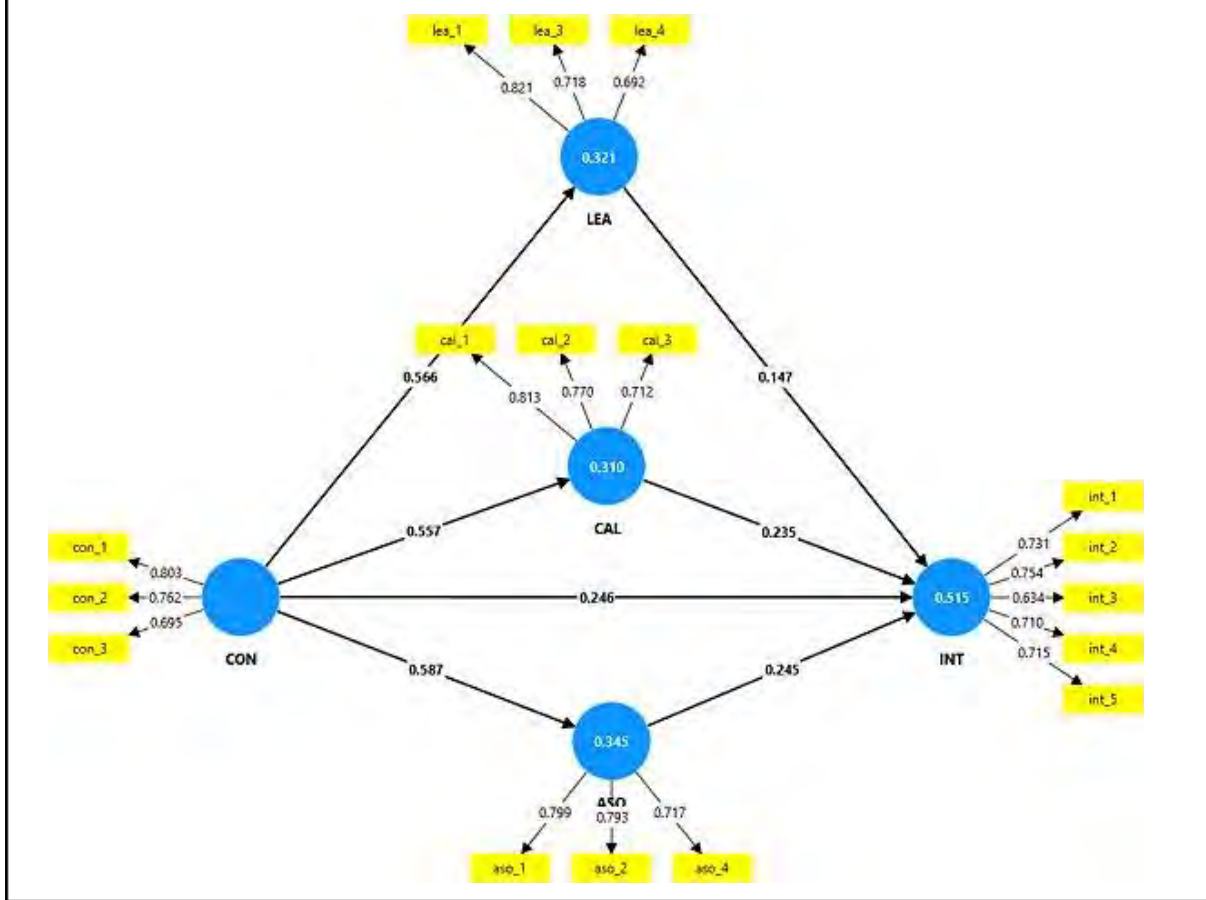 lea_1 lea_3 lea_4
0.821 0.718 0.692
0.321
LEA
cal_1 cal_2 cal_3
0.566 0.813 0.770 0.712 0.147
0.310
CAL
0.557 0.235
con_1
con_2
con_3
0.803
0.762
0.695
CON
0.246
0.515
INT
int_1
int_2
int_3
int_4
int_5
0.731
0.754
0.634
0.710
0.715
0.587 0.245
0.345
ASO
0.799 0.793 0.717
aso_1 aso_2 aso_4